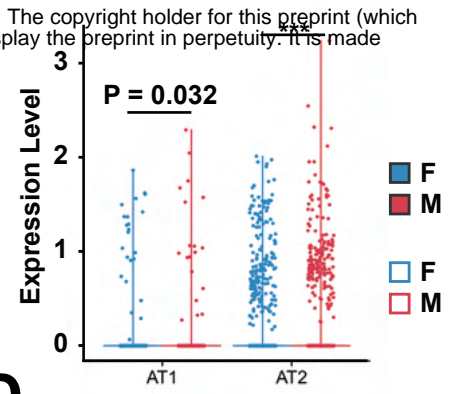 The copyright holder for this preprint (which
splay the preprint in perpetuity. It is made
***
P = 0.032
Expression Level
3
2
1
0
AT1 AT2
F
M
F
M